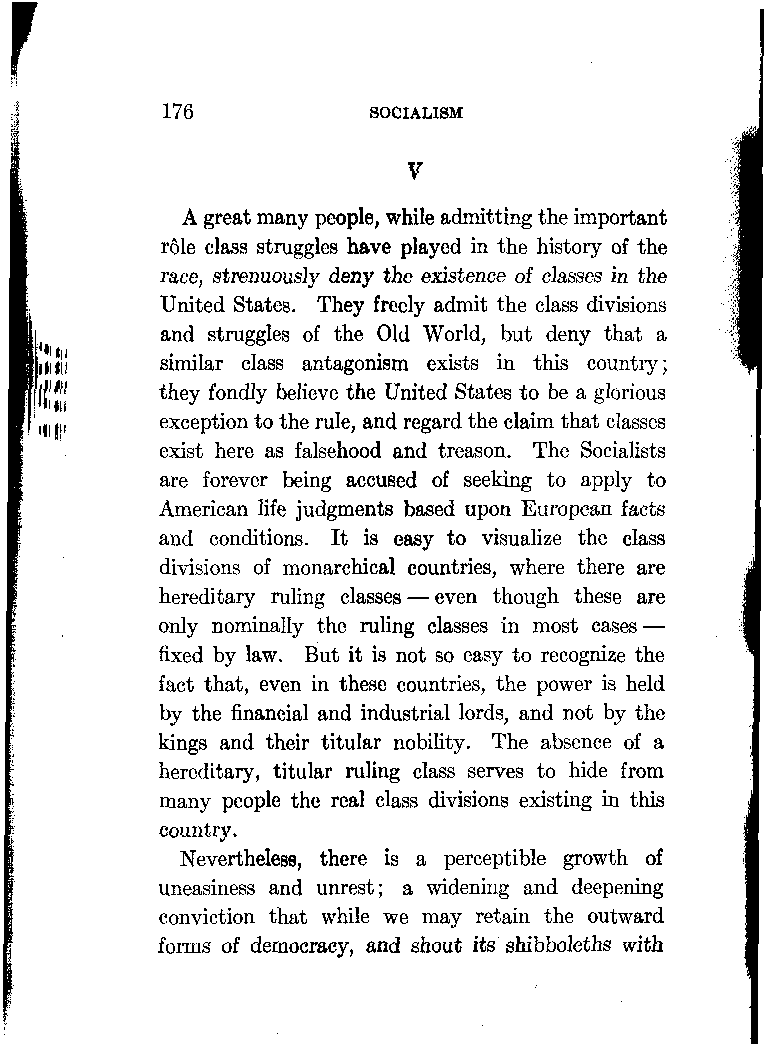 176 SOCIALISM
V
A great many people, while admitting the important
rôle class struggles have played in the history of the
race, strenuously deny the existence of classes in the
United States. They freely admit the class divisions
and struggles of the Old World, but deny that a
similar class antagonism exists in this country;
they fondly believe the United States to be a glorious
exception to the rule, and regard the claim that classes
exist here as falsehood and treason. The Socialists
are forever being accused of seeking to apply to
American life judgments based upon European facts
and conditions. It is easy to visualize the class
divisions of monarchical countries, where there are
hereditary ruling classes — even though these are
only nominally the ruling classes in most cases —
fixed by law. But it is not so easy to recognize the
fact that, even in these countries, the power is held
by the financial and industrial lords, and not by the
kings and their titular nobility. The absence of a
hereditary, titular ruling class serves to hide from
many people the real class divisions existing in this
country.
Nevertheless, there is a perceptible growth of
uneasiness and unrest; a widening and deepening
conviction that while we may retain the outward
forms of democracy, and shout its shibboleths with